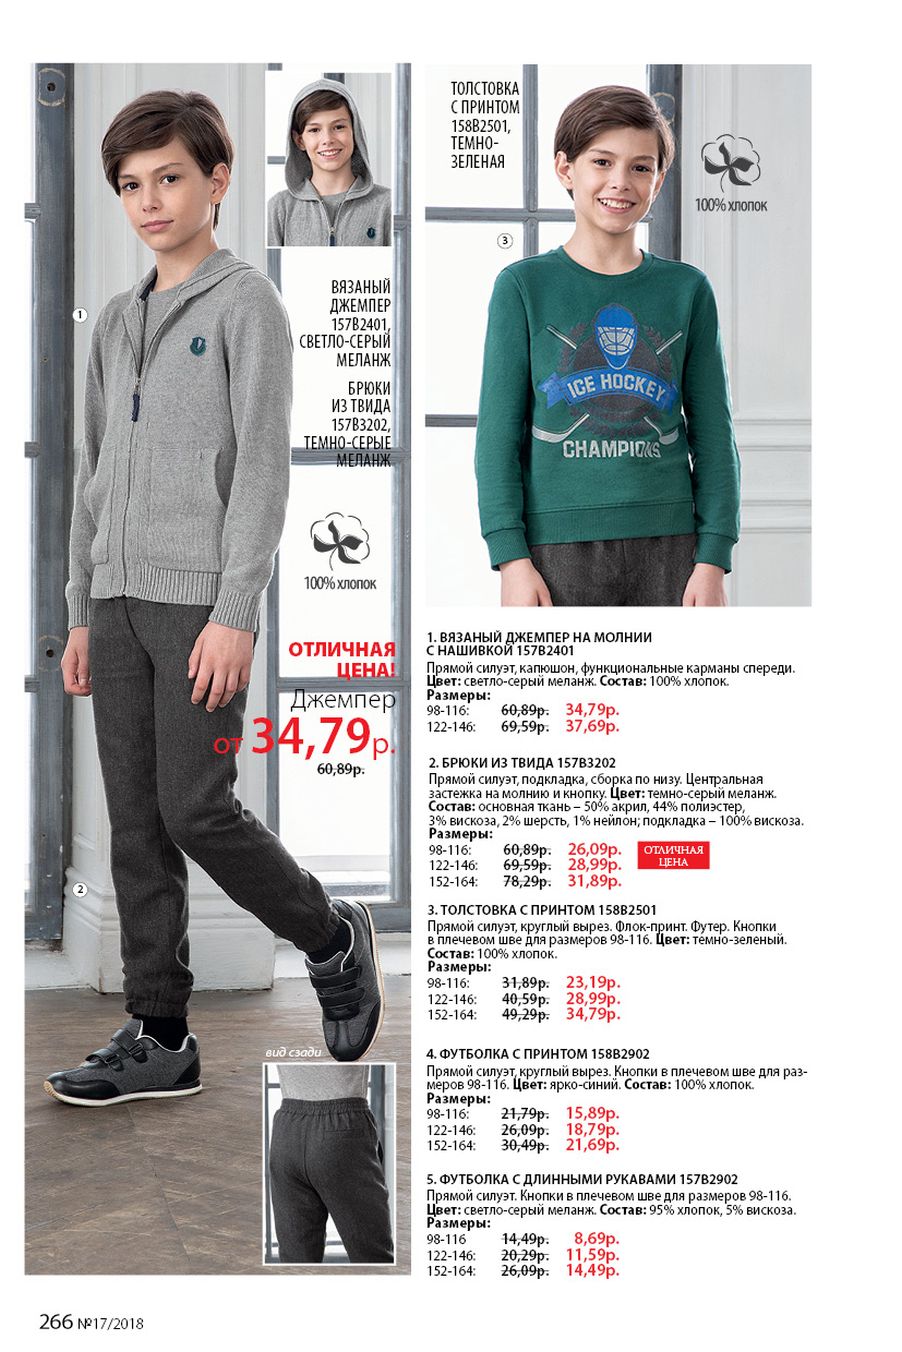 ВЯЗАНЫЙ
ДЖЕМПЕР
157В2401,
СВЕТЛО-СЕРЫЙ
МЕЛАНЖ
БРЮКИ
ИЗ ТВИДА
157В3202,
ТЕМНО-СЕРЫЕ
МЕЛАНЖ
1
100% хлопок
ОТЛИЧНАЯ
ЦЕНА!
Джемпер
от 34,79р.
60,89р.
2
вид сзади
ТОЛСТОВКА
С ПРИНТОМ
158В2501,
ТЕМНО-
ЗЕЛЕНАЯ
100% хлопок
3
ICE HOCKEY
CHAMPIONS
1. ВЯЗАНЫЙ ДЖЕМПЕР НА МОЛНИИ
С НАШИВКОЙ 157В2401
Прямой силуэт, капюшон, функциональные карманы спереди.
Цвет: светло-серый меланж. Состав: 100% хлопок.
Размеры:
98-116: 60,89р. 34,79р.
122-146: 69,59р. 37,69р.
2. БРЮКИ ИЗ ТВИДА 157В3202
Прямой силуэт, подкладка, сборка по низу. Центральная
застежка на молнию и кнопку. Цвет: темно-серый меланж.
Состав: основная ткань – 50% акрил, 44% полиэстер,
3% вискоза, 2% шерсть, 1% нейлон; подкладка – 100% вискоза.
Размеры:
98-116: 60,89р. 26,09р.
122-146: 69,59р. 28,99р.
152-164: 78,29р. 31,89р.
ОТЛИЧНАЯ
ЦЕНА
3. ТОЛСТОВКА С ПРИНТОМ 158В2501
Прямой силуэт, круглый вырез. Флок-принт. Футер. Кнопки
в плечевом шве для размеров 98-116. Цвет: темно-зеленый.
Состав: 100% хлопок.
Размеры:
98-116: 31,89р. 23,19р.
122-146: 40,59р. 28,99р.
152-164: 49,29р. 34,79р.
4. ФУТБОЛКА С ПРИНТОМ 158В2902
Прямой силуэт, круглый вырез. Кнопки в плечевом шве для раз-
меров 98-116. Цвет: ярко-синий. Состав: 100% хлопок.
Размеры:
98-116: 21,79р. 15,89р.
122-146: 26,09р. 18,79р.
152-164: 30,49р. 21,69р.
5. ФУТБОЛКА С ДЛИННЫМИ РУКАВАМИ 157В2902
Прямой силуэт. Кнопки в плечевом шве для размеров 98-116.
Цвет: светло-серый меланж. Состав: 95% хлопок, 5% вискоза.
Размеры:
98-116 14,49р. 8,69р.
122-146: 20,29р. 11,59р.
152-164: 26,09р. 14,49р.
266 №17/2018